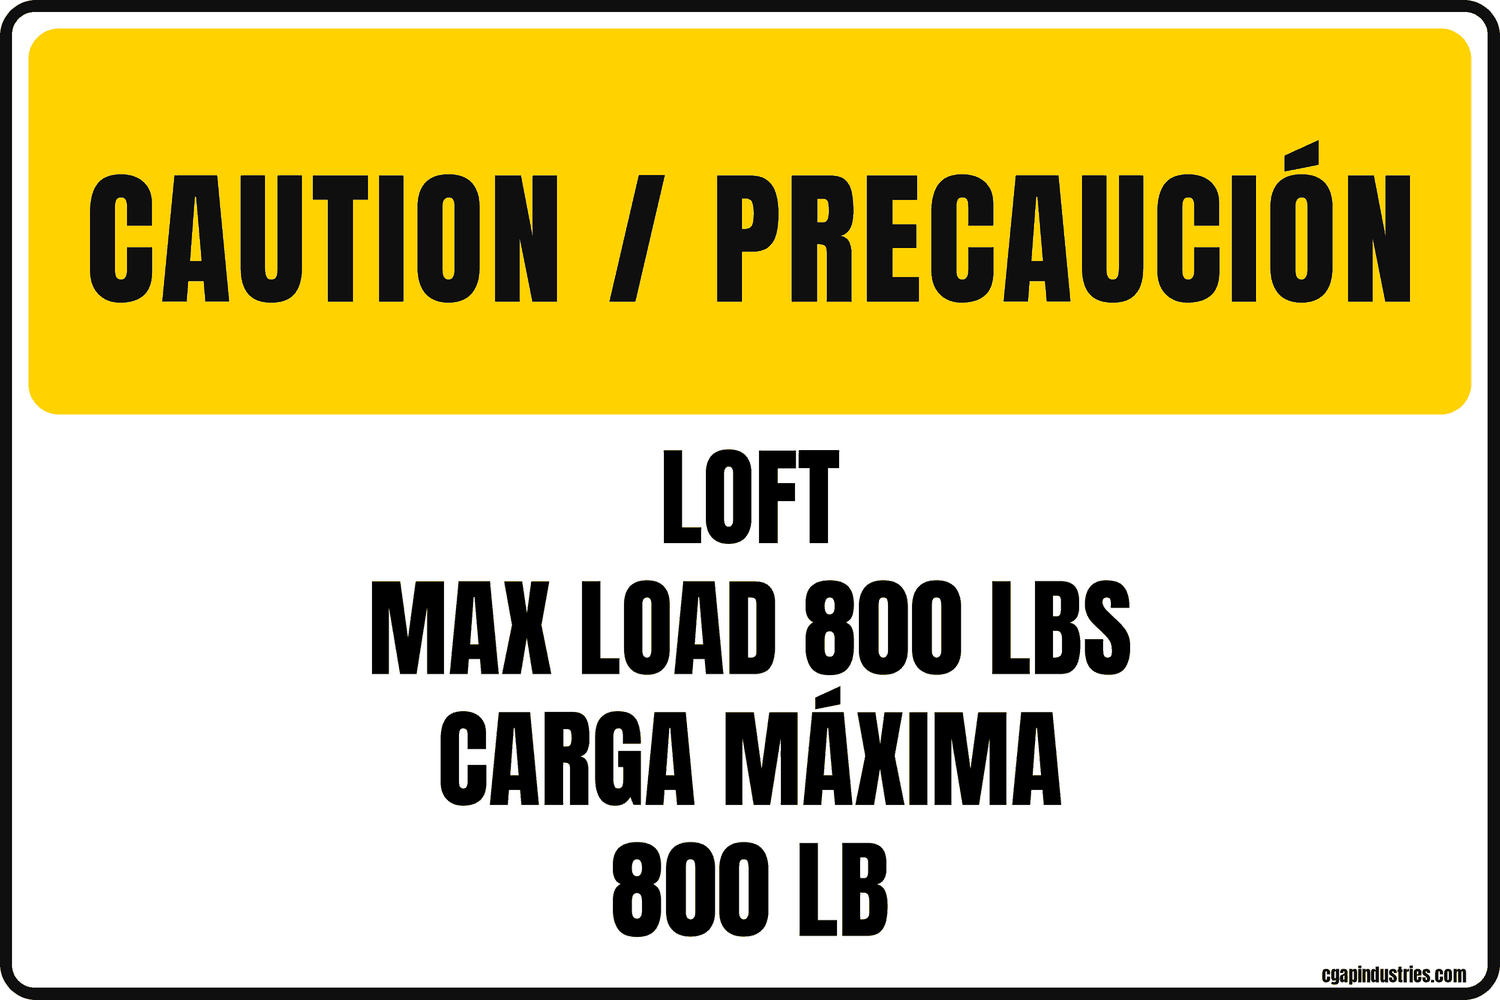 CAUTION / PRECAUCIÓN
LOFT
MAX LOAD 800 LBS
CARGA MÁXIMA
800 LB
cgapindustries.com